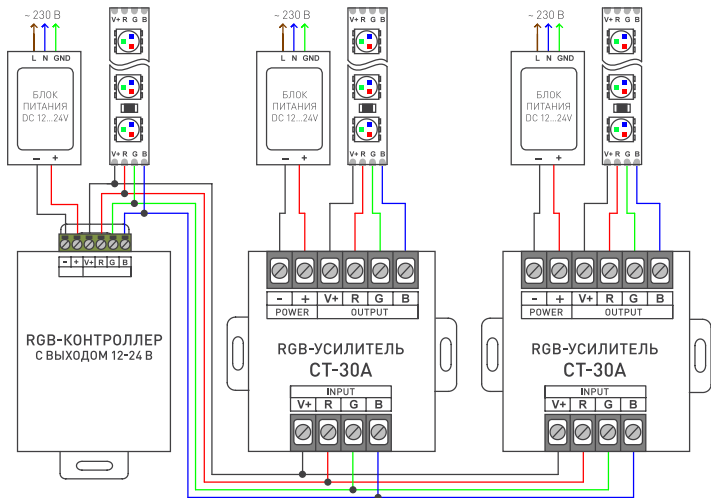 ~ 230 В
L N GND
БЛОК
ПИТАНИЯ
DC 12...24V
– +
V+ R G B
V+ R G B
– + V+ R G B
RGB-КОНТРОЛЛЕР
С ВЫХОДОМ 12-24 В
~ 230 В
L N GND
БЛОК
ПИТАНИЯ
DC 12...24V
– +
V+ R G B
V+ R G B
– + V+ R G B
POWER OUTPUT
RGB-УСИЛИТЕЛЬ
CT-30A
INPUT
V+ R G B
~ 230 В
L N GND
БЛОК
ПИТАНИЯ
DC 12...24V
– +
V+ R G B
V+ R G B
– + V+ R G B
POWER OUTPUT
RGB-УСИЛИТЕЛЬ
CT-30A
INPUT
V+ R G B